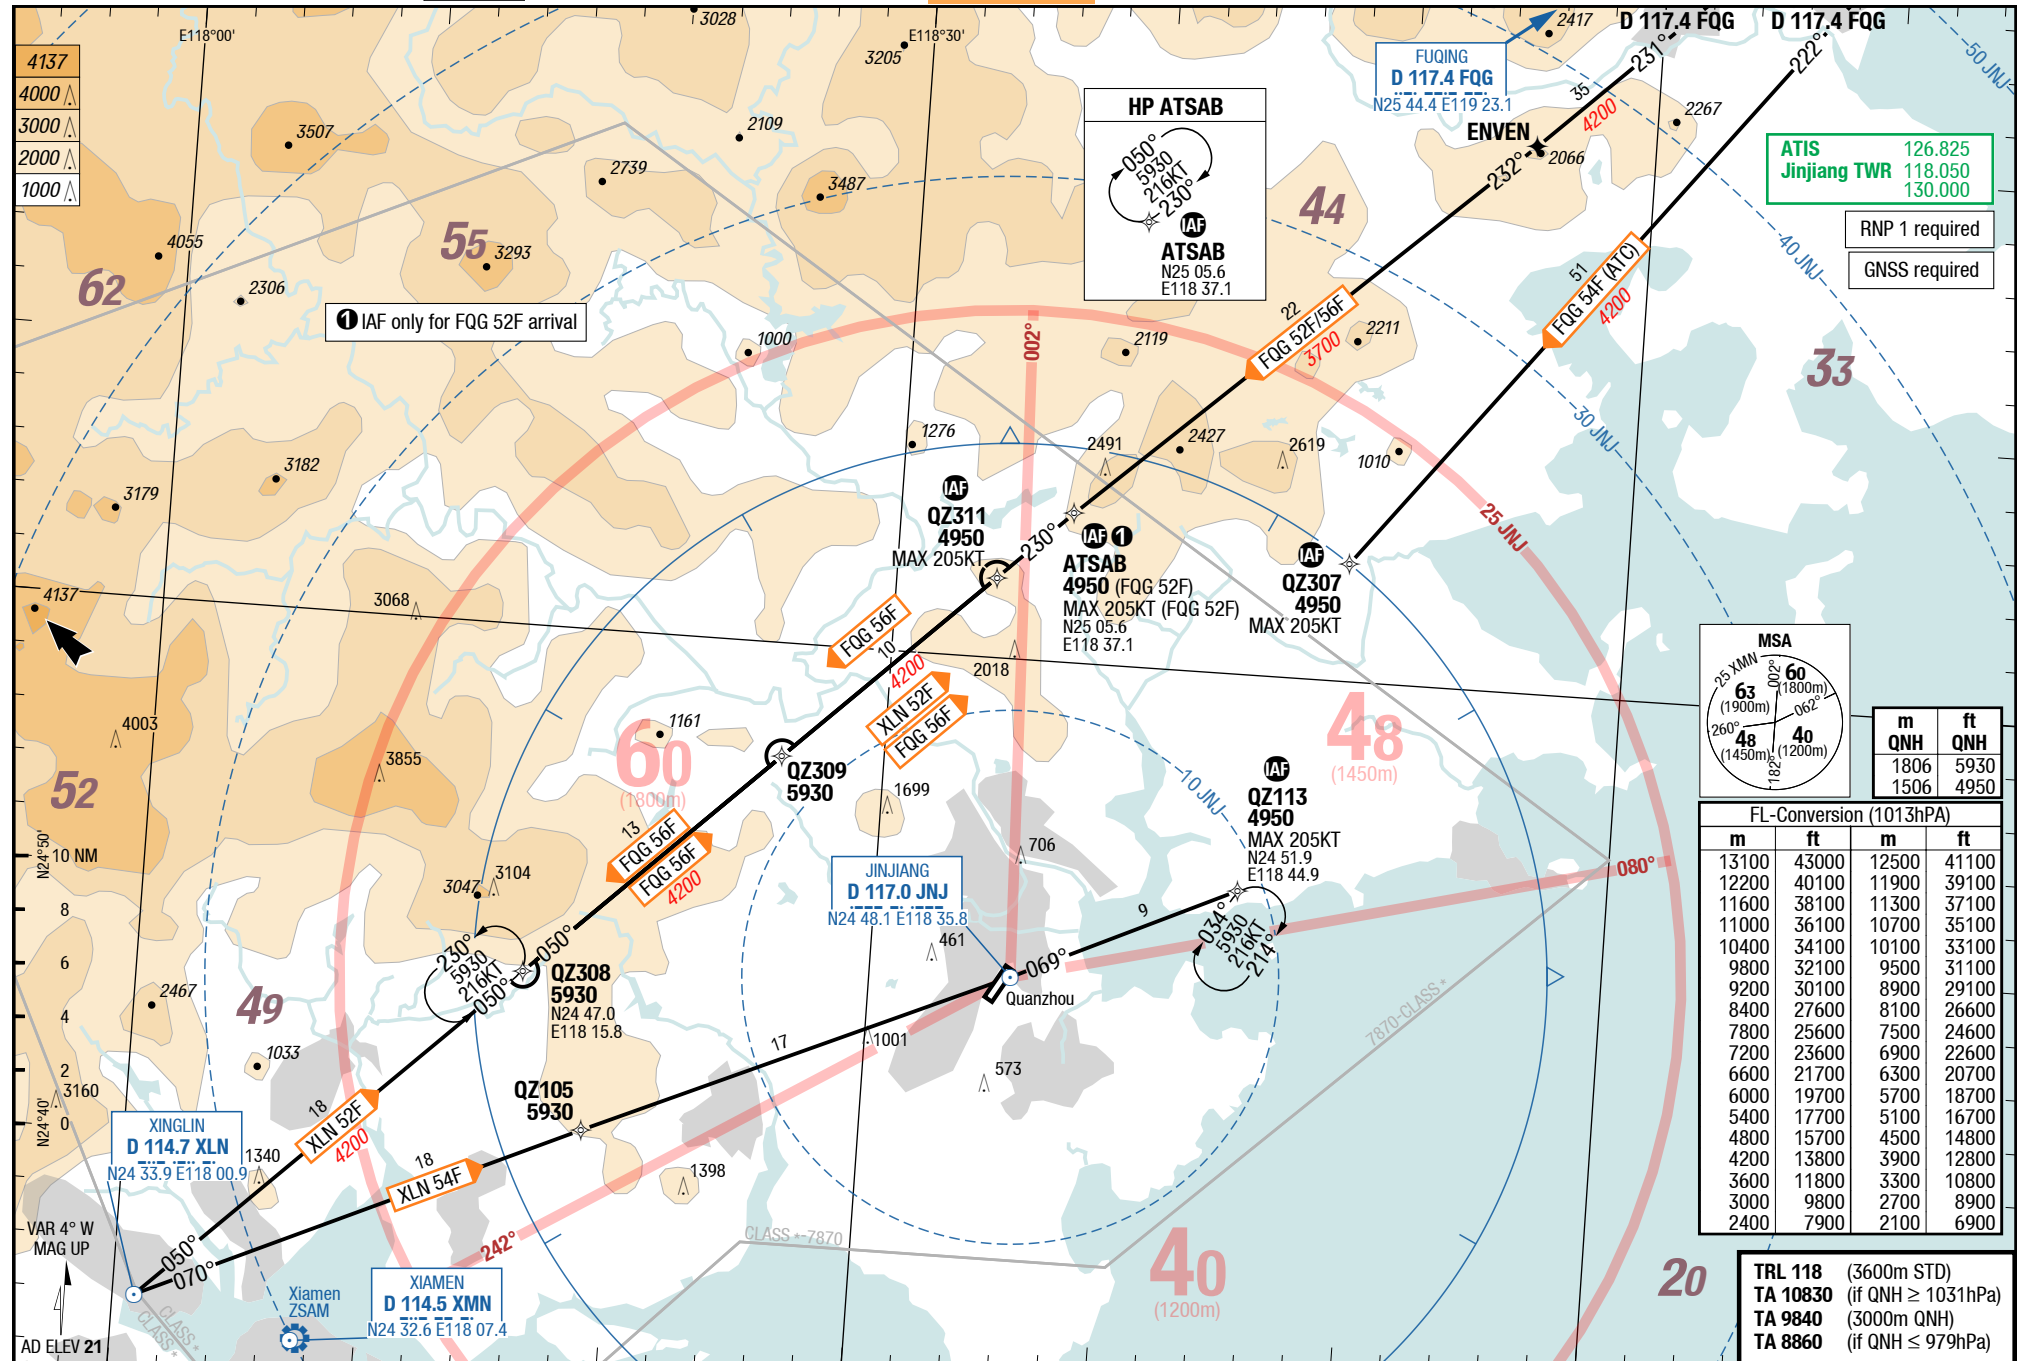 E118°00'
3028
3205
E118°30'
2417
D 117.4 FQG
D 117.4 FQG
231°
222°
50 JNJ
4137
4000
3000
2000
1000
FUQING
D 117.4 FQG
N25 44.4 E119 23.1
35
4200
3507
2109
2739
3487
HP ATSAB
050°
5930
216KT
230°
IAF
ATSAB
N25 05.6
E118 37.1
ENVEN
2066
232°
2267
ATIS 126.825
Jinjiang TWR 118.050
130.000
RNP 1 required
GNSS required
4055
55
3293
62
2306
44
40 JNJ
1 IAF only for FQG 52F arrival
1000
002°
2119
22
FQG 52F/56F
3700
2211
51
FQG 54F (ATC)
4200
33
30 JNJ
1276
2491
2427
2619
1010
3182
3179
25 JNJ
IAF
QZ311
4950
MAX 205KT
230°
IAF 1
ATSAB
4950 (FQG 52F)
MAX 205KT (FQG 52F)
N25 05.6
E118 37.1
IAF
QZ307
4950
MAX 205KT
4137
3068
FQG 56F
10
4200
2018
XLN 52F
FQG 56F
MSA
25 XMN
002°
63
(1900m)
60
(1800m)
062°
260°
48
(1450m)
40
(1200m)
182°
m ft
QNH QNH
1806 5930
1506 4950
4003
3855
52
1161
60
(1800m)
QZ309
5930
1699
48
(1450m)
10 JNJ
IAF
QZ113
4950
MAX 205KT
N24 51.9
E118 44.9
706
13
FQG 56F
FQG 56F
4200
N24°50'
10 NM
8
6
4
2
0
N24°40'
3047
3104
JINJIANG
D 117.0 JNJ
N24 48.1 E118 35.8
9
080°
034°
5930
216KT
214°
461
069°
Quanzhou
230°
5930
216KT
050°
050°
QZ308
5930
N24 47.0
E118 15.8
2467
49
1033
3160
17
1001
573
7870-CLASS *
FL-Conversion (1013hPA)
m ft m ft
13100 43000 12500 41100
12200 40100 11900 39100
11600 38100 11300 37100
11000 36100 10700 35100
10400 34100 10100 33100
9800 32100 9500 31100
9200 30100 8900 29100
8400 27600 8100 26600
7800 25600 7500 24600
7200 23600 6900 22600
6600 21700 6300 20700
6000 19700 5700 18700
5400 17700 5100 16700
4800 15700 4500 14800
4200 13800 3900 12800
3600 11800 3300 10800
3000 9800 2700 8900
2400 7900 2100 6900
QZ105
5930
18
XLN 52F
4200
XINGLIN
D 114.7 XLN
N24 33.9 E118 00.9
1340
18
XLN 54F
1398
VAR 4° W
MAG UP
050°
070°
242°
CLASS *-7870
CLASS *
CLASS *
AD ELEV 21
Xiamen
ZSAM
XIAMEN
D 114.5 XMN
N24 32.6 E118 07.4
40
(1200m)
20
TRL 118 (3600m STD)
TA 10830 (if QNH ≥ 1031hPa)
TA 9840 (3000m QNH)
TA 8860 (if QNH ≤ 979hPa)